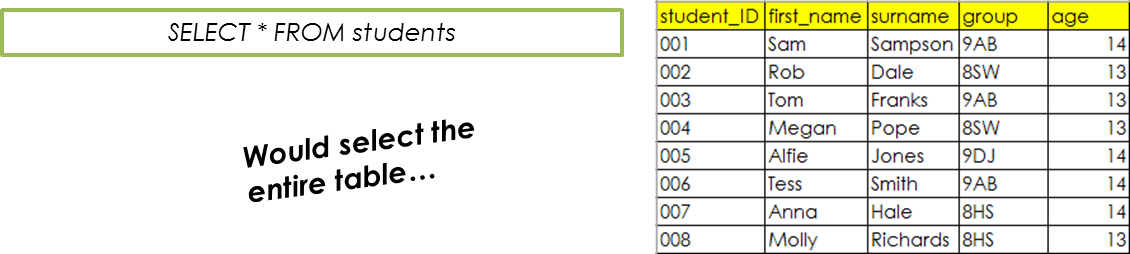 SELECT * FROM students
Would select the
entire table…
student_ID first_name surname group age
001 Sam Sampson 9AB 14
002 Rob Dale 8SW 13
003 Tom Franks 9AB 13
004 Megan Pope 8SW 13
005 Alfie Jones 9DJ 14
006 Tess Smith 9AB 14
007 Anna Hale 8HS 14
008 Molly Richards 8HS 13